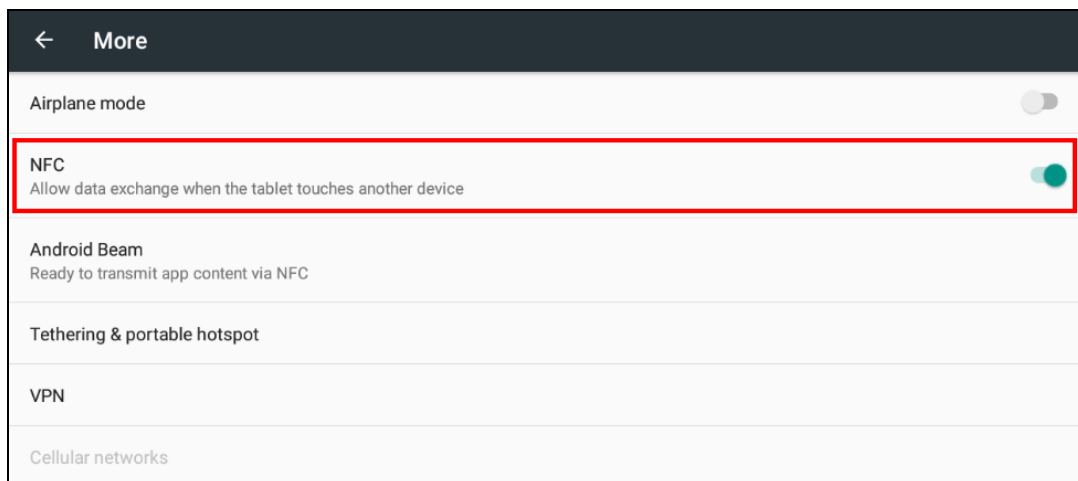 More
Airplane mode
NFC
Allow data exchange when the tablet touches another device
Android Beam
Ready to transmit app content via NFC
Tethering & portable hotspot
VPN
Cellular networks